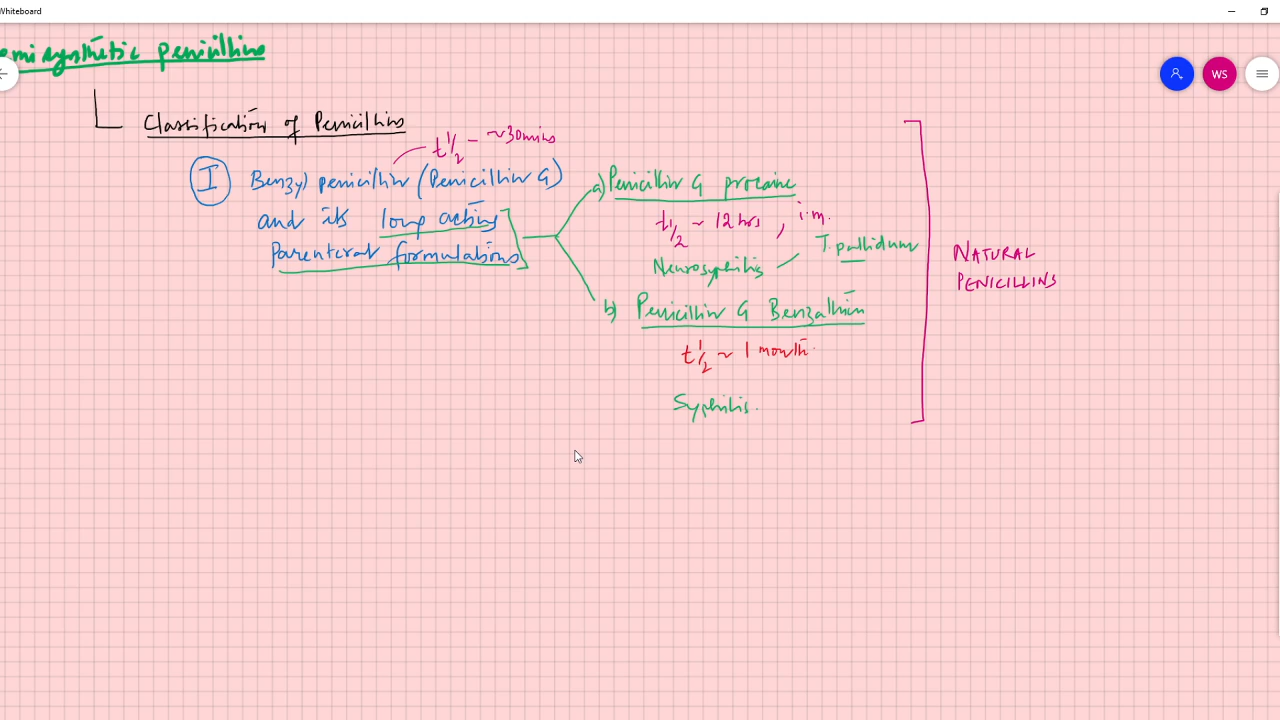 Whiteboard
emisynthetic penicillins
WS
Classification of Penicillins
t1/2 - ~30mins
I Benzyl penicillin (Penicillin G)
and its long acting
Parenteral formulations
a) Penicillin G procaine
t1/2 ~ 12 hrs, i.m.
Neurosyphilis
T. pallidum
b) Penicillin G Benzathin
t1/2 ~ 1 month.
Syphilis.
NATURAL
PENICILLINS